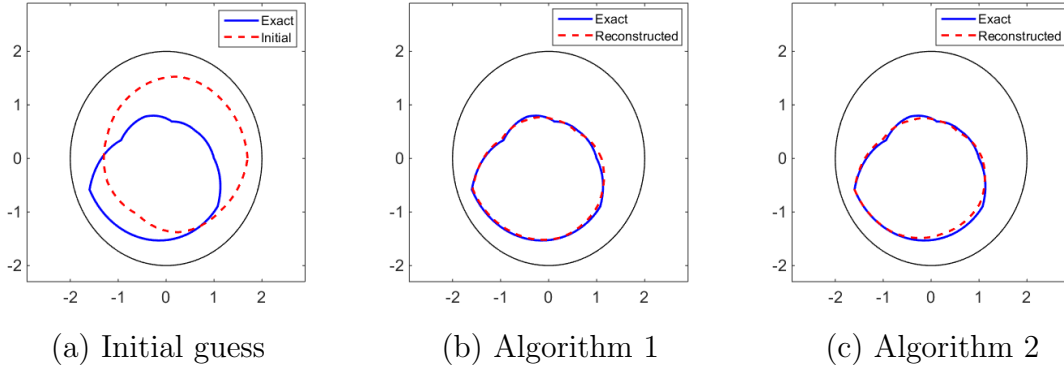 Exact
Initial
2
1
0
-1
-2
-2 -1 0 1 2
(a) Initial guess
Exact
Reconstructed
2
1
0
-1
-2
-2 -1 0 1 2
(b) Algorithm 1
Exact
Reconstructed
2
1
0
-1
-2
-2 -1 0 1 2
(c) Algorithm 2